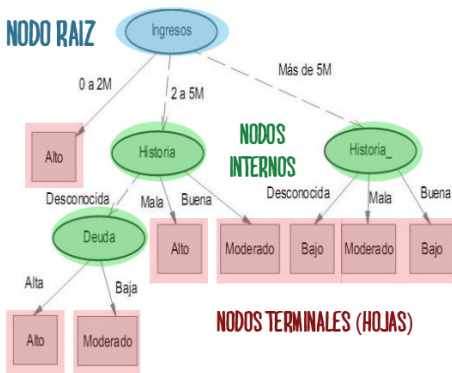 NODO RAIZ
Ingresos
0 a 2M
2 a 5M
Más de 5M
Alto
Historia
NODOS
INTERNOS
Historia_
Desconocida
Mala
Buena
Desconocida
Mala
Buena
Deuda
Alto
Moderado
Bajo
Moderado
Bajo
Alta
Baja
Alto
Moderado
NODOS TERMINALES (HOJAS)